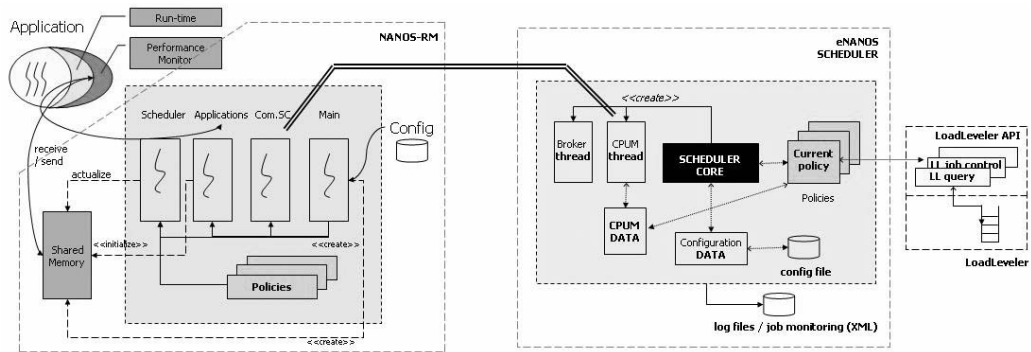 Application
Run-time
Performance
Monitor
NANOS-RM
Scheduler
Applications
Com.SC
Main
Config
receive
/ send
actualize
<<initialize>>
<<create>>
Shared
Memory
Policies
<<create>>
eNANOS
SCHEDULER
<<create>>
Broker
thread
CPUM
thread
SCHEDULER
CORE
Current
policy
Policies
CPUM
DATA
Configuration
DATA
config file
log files / job monitoring (XML)
LoadLeveler API
LL job control
LL query
LoadLeveler